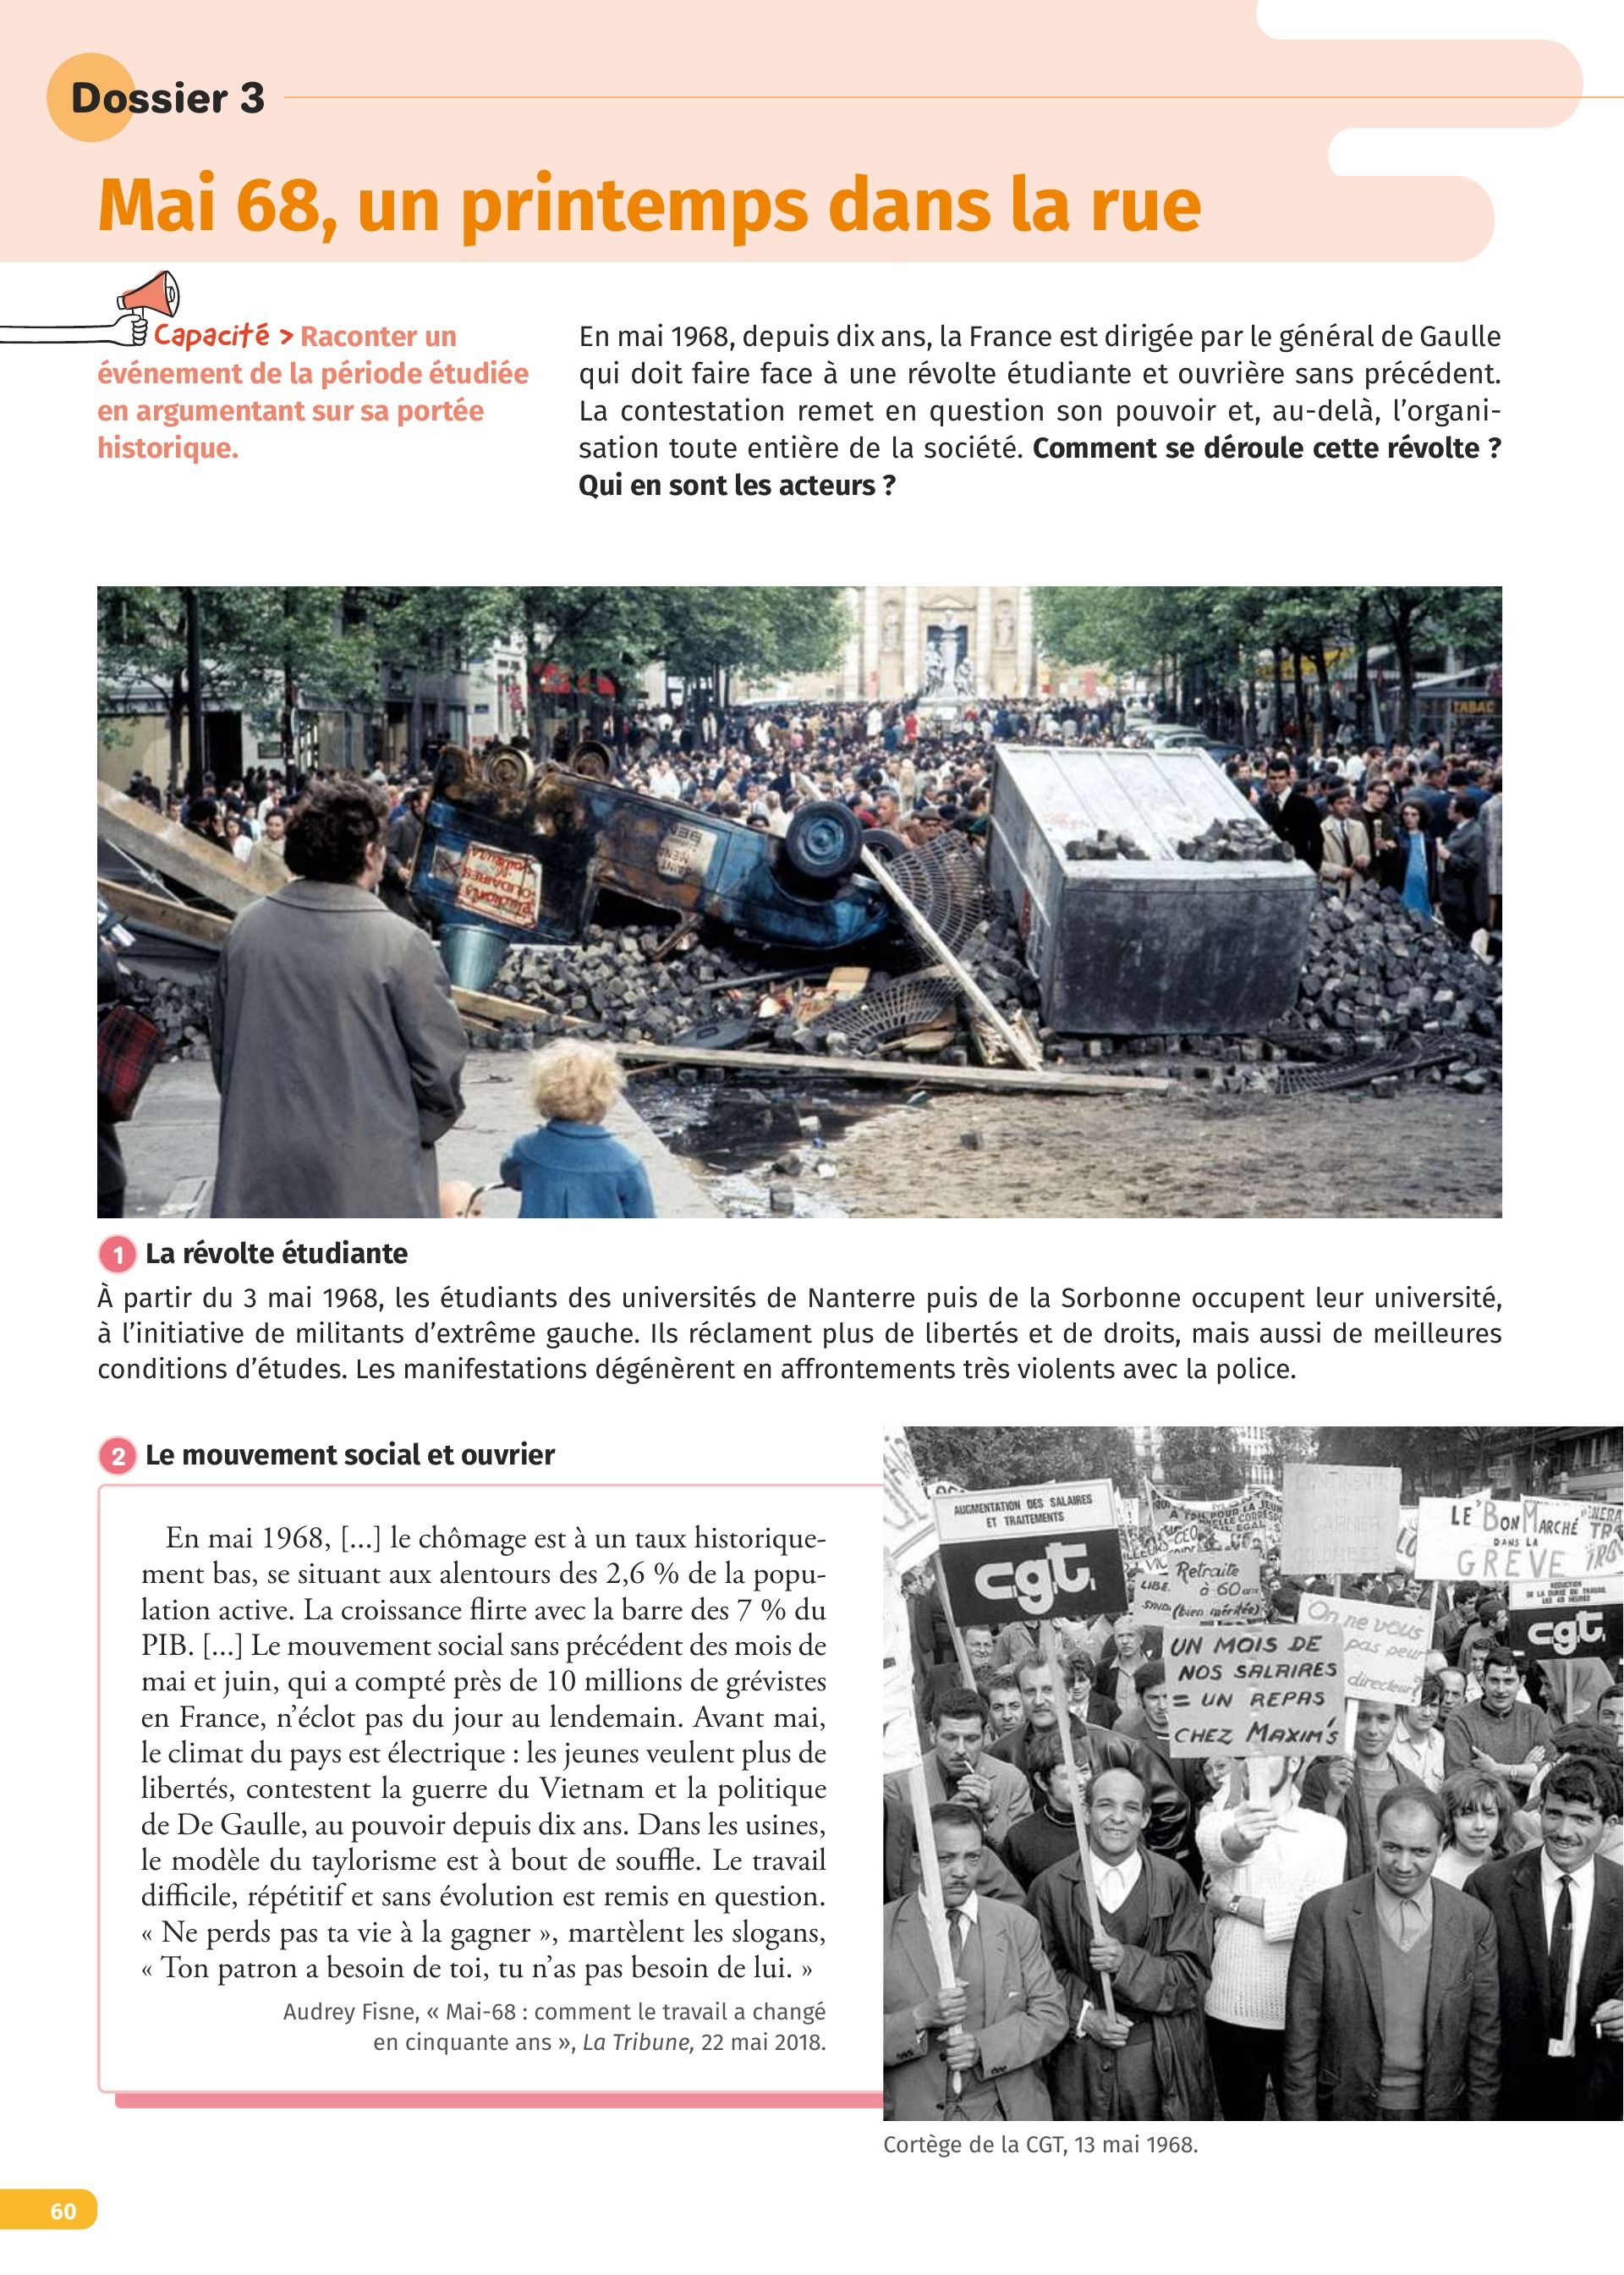 Dossier 3
Mai 68, un printemps dans la rue
Capacité > Raconter un
événement de la période étudiée
en argumentant sur sa portée
historique.
En mai 1968, depuis dix ans, la France est dirigée par le général de Gaulle
qui doit faire face à une révolte étudiante et ouvrière sans précédent.
La contestation remet en question son pouvoir et, au-delà, l'organi-
sation toute entière de la société. Comment se déroule cette révolte ?
Qui en sont les acteurs ?
TABAC
1 La révolte étudiante
À partir du 3 mai 1968, les étudiants des universités de Nanterre puis de la Sorbonne occupent leur université,
à l'initiative de militants d'extrême gauche. Ils réclament plus de libertés et de droits, mais aussi de meilleures
conditions d'études. Les manifestations dégénèrent en affrontements très violents avec la police.
2 Le mouvement social et ouvrier
En mai 1968, [...] le chômage est à un taux historique-
ment bas, se situant aux alentours des 2,6 % de la popu-
lation active. La croissance flirte avec la barre des 7 % du
PIB. [...] Le mouvement social sans précédent des mois de
mai et juin, qui a compté près de 10 millions de grévistes
en France, n'éclot pas du jour au lendemain. Avant mai,
le climat du pays est électrique : les jeunes veulent plus de
libertés, contestent la guerre du Vietnam et la politique
de De Gaulle, au pouvoir depuis dix ans. Dans les usines,
le modèle du taylorisme est à bout de souffle. Le travail
difficile, répétitif et sans évolution est remis en question.
« Ne perds pas ta vie à la gagner », martèlent les slogans,
« Ton patron a besoin de toi, tu n'as pas besoin de lui. »
Audrey Fisne, « Mai-68 : comment le travail a changé
en cinquante ans », La Tribune, 22 mai 2018.
AUGMENTATION DES SALAIRES
ET TRAITEMENTS
cgt
Retraite
à 60 ans
(bien méritée)
UN MOIS DE
NOS SALAIRES
= UN REPAS
CHEZ MAXIM'S
On ne vous
pas peur
directeur?
LE BON MARCHÉ
DANS LA
GRÈVE
RÉDUCTION
DE LA DURÉE DU TRAVAIL
LES 40 HEURES
cgt
Cortège de la CGT, 13 mai 1968.
60